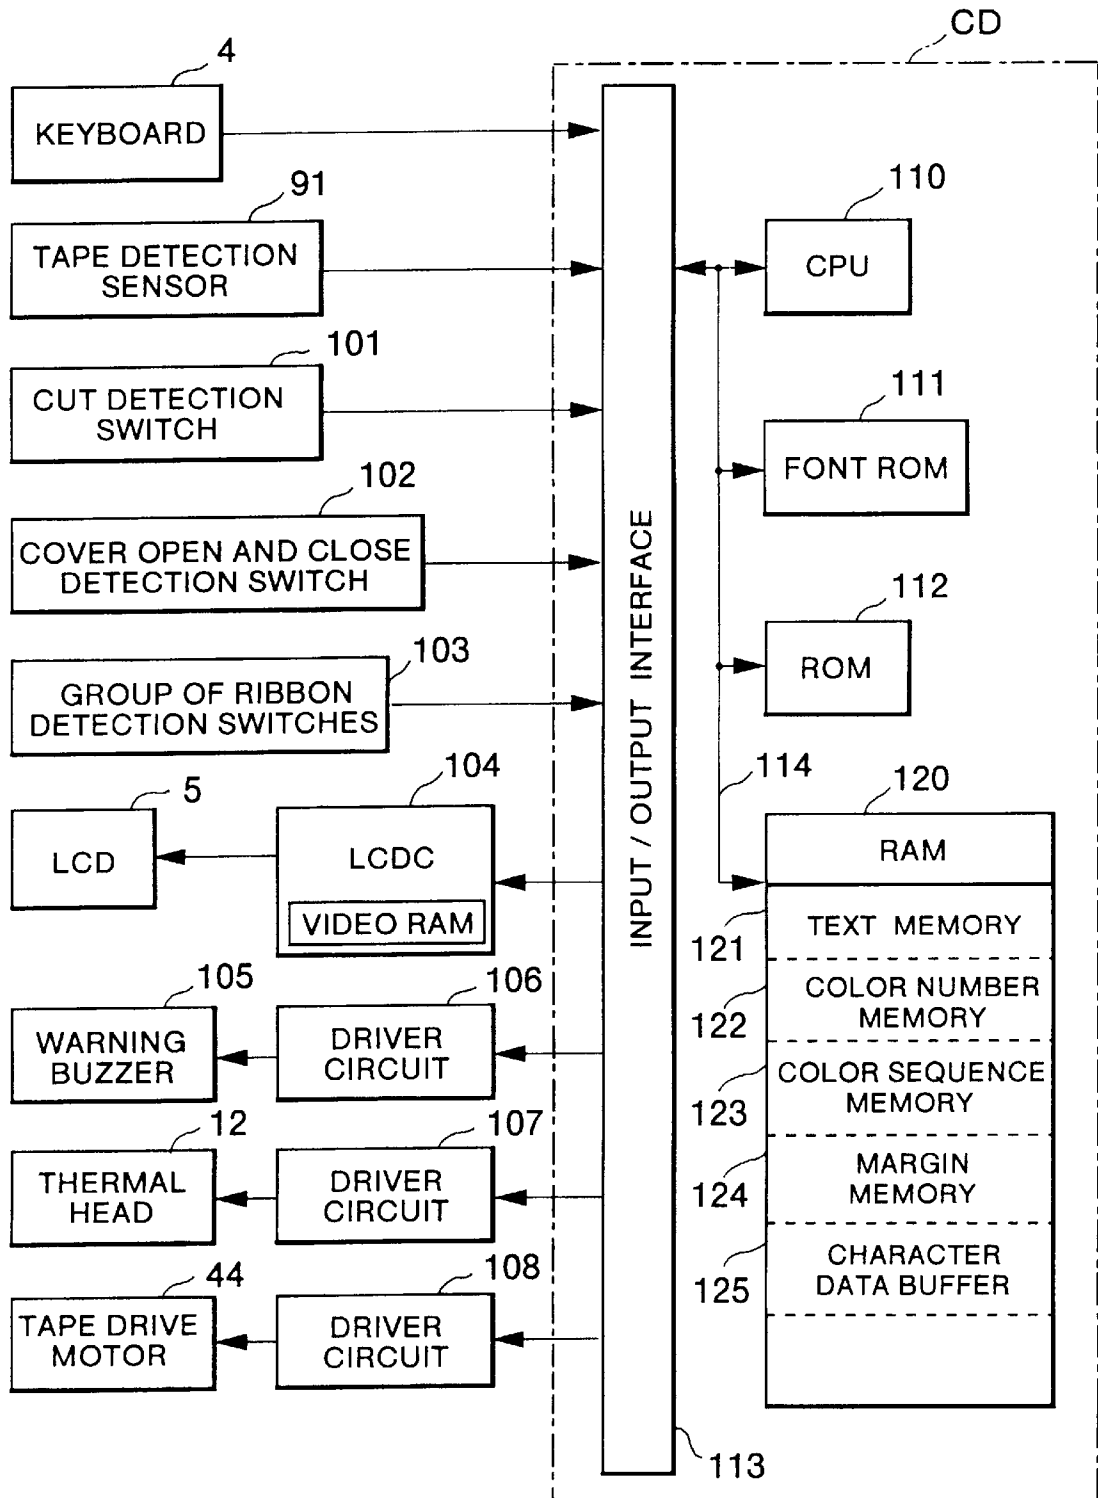 CD
4
KEYBOARD
91
TAPE DETECTION
SENSOR
101
CUT DETECTION
SWITCH
102
COVER OPEN AND CLOSE
DETECTION SWITCH
103
GROUP OF RIBBON
DETECTION SWITCHES
5
LCD
104
LCDC
VIDEO RAM
105
WARNING
BUZZER
106
DRIVER
CIRCUIT
12
THERMAL
HEAD
107
DRIVER
CIRCUIT
44
TAPE DRIVE
MOTOR
108
DRIVER
CIRCUIT
INPUT / OUTPUT INTERFACE
113
110
CPU
111
FONT ROM
112
ROM
114
120
RAM
121
TEXT MEMORY
122
COLOR NUMBER
MEMORY
123
COLOR SEQUENCE
MEMORY
124
MARGIN
MEMORY
125
CHARACTER
DATA BUFFER